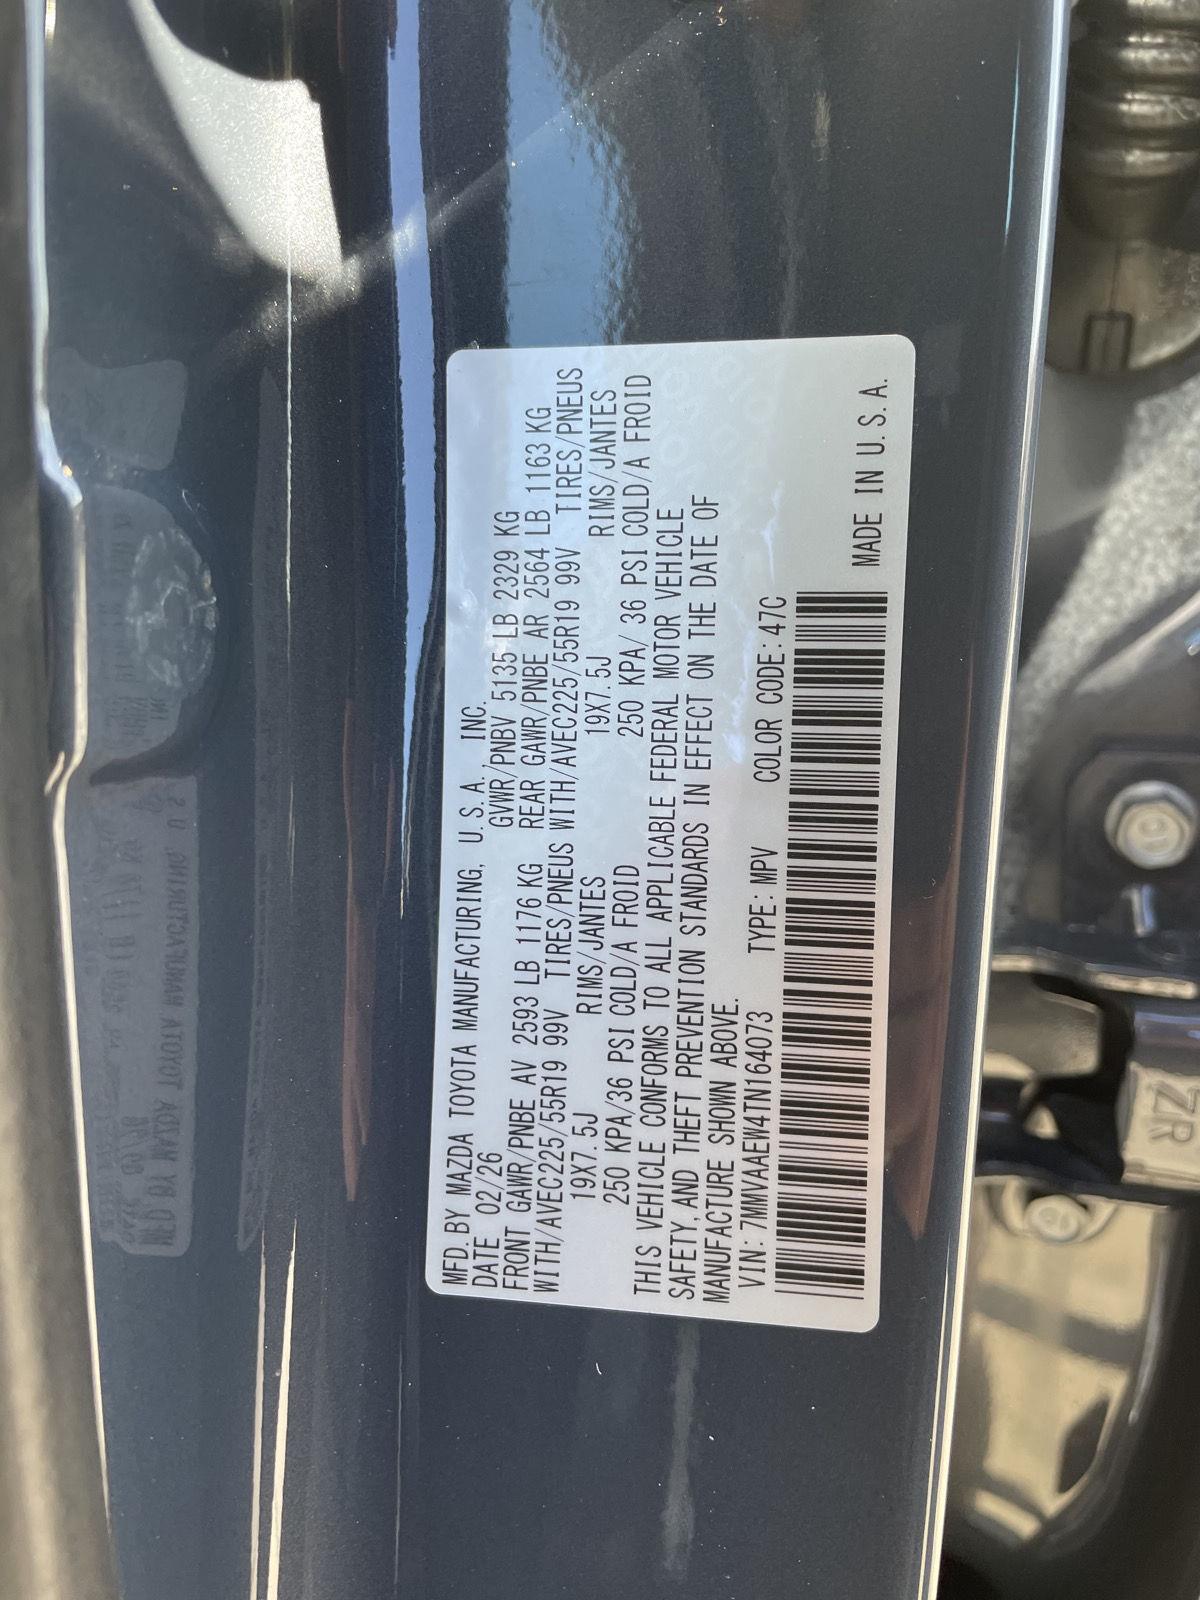 MFD. BY MAZDA TOYOTA MANUFACTURING, U. S. A., INC.
DATE 02/26 GVWR/PNBV 5135 LB 2329 KG
FRONT GAWR/PNBE AV 2593 LB 1176 KG REAR GAWR/PNBE AR 2564 LB 1163 KG
WITH/AVEC225/55R19 99V TIRES/PNEUS WITH/AVEC225/55R19 99V TIRES/PNEUS
19X7. 5J RIMS/JANTES 19X7. 5J RIMS/JANTES
250 KPA/36 PSI COLD/A FROID 250 KPA/ 36 PSI COLD/A FROID
THIS VEHICLE CONFORMS TO ALL APPLICABLE FEDERAL MOTOR VEHICLE
SAFETY, AND THEFT PREVENTION STANDARDS IN EFFECT ON THE DATE OF
MANUFACTURE SHOWN ABOVE.
VIN: 7MMVAAEW4TN164073 TYPE: MPV COLOR CODE: 47C
MADE IN U. S. A.
ZR